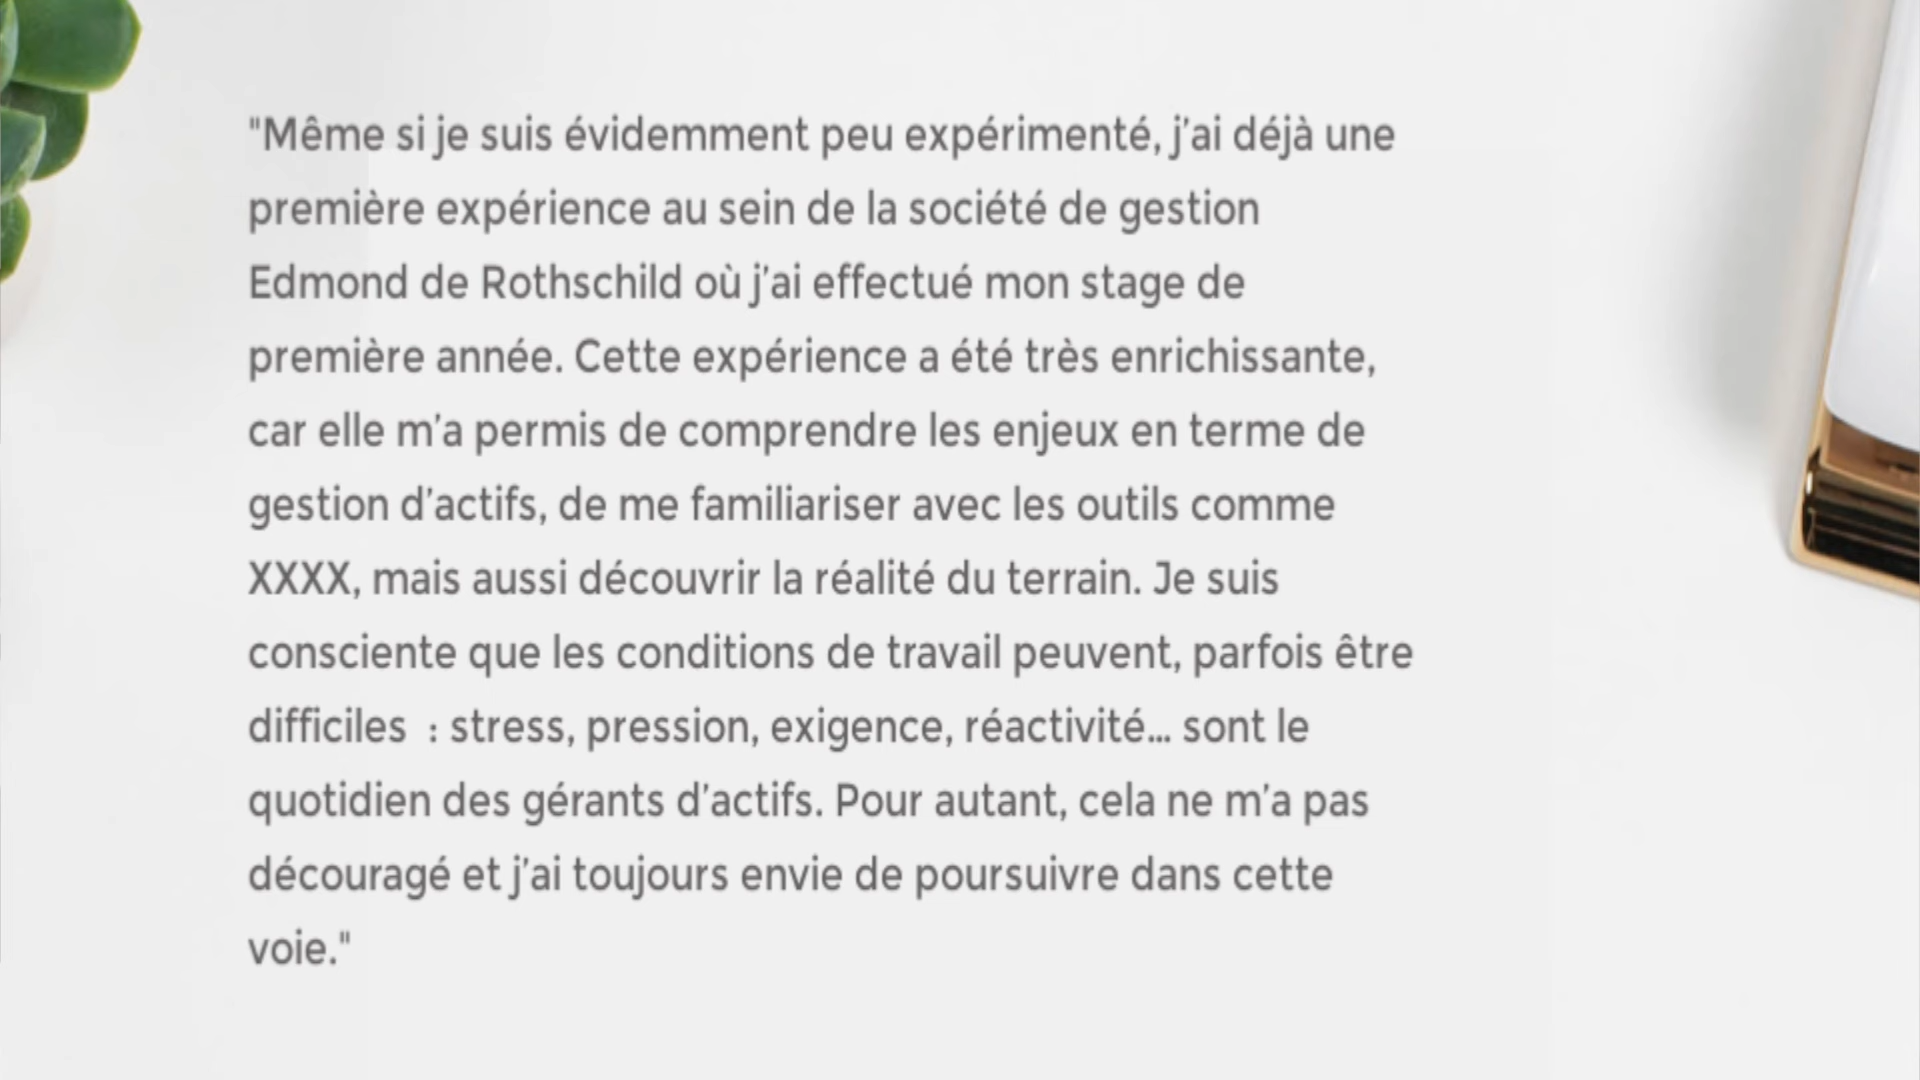 "Même si je suis évidemment peu expérimenté, j’ai déjà une
première expérience au sein de la société de gestion
Edmond de Rothschild où j’ai effectué mon stage de
première année. Cette expérience a été très enrichissante,
car elle m’a permis de comprendre les enjeux en terme de
gestion d’actifs, de me familiariser avec les outils comme
XXXX, mais aussi découvrir la réalité du terrain. Je suis
consciente que les conditions de travail peuvent, parfois être
difficiles  : stress, pression, exigence, réactivité... sont le
quotidien des gérants d’actifs. Pour autant, cela ne m’a pas
découragé et j’ai toujours envie de poursuivre dans cette
voie."